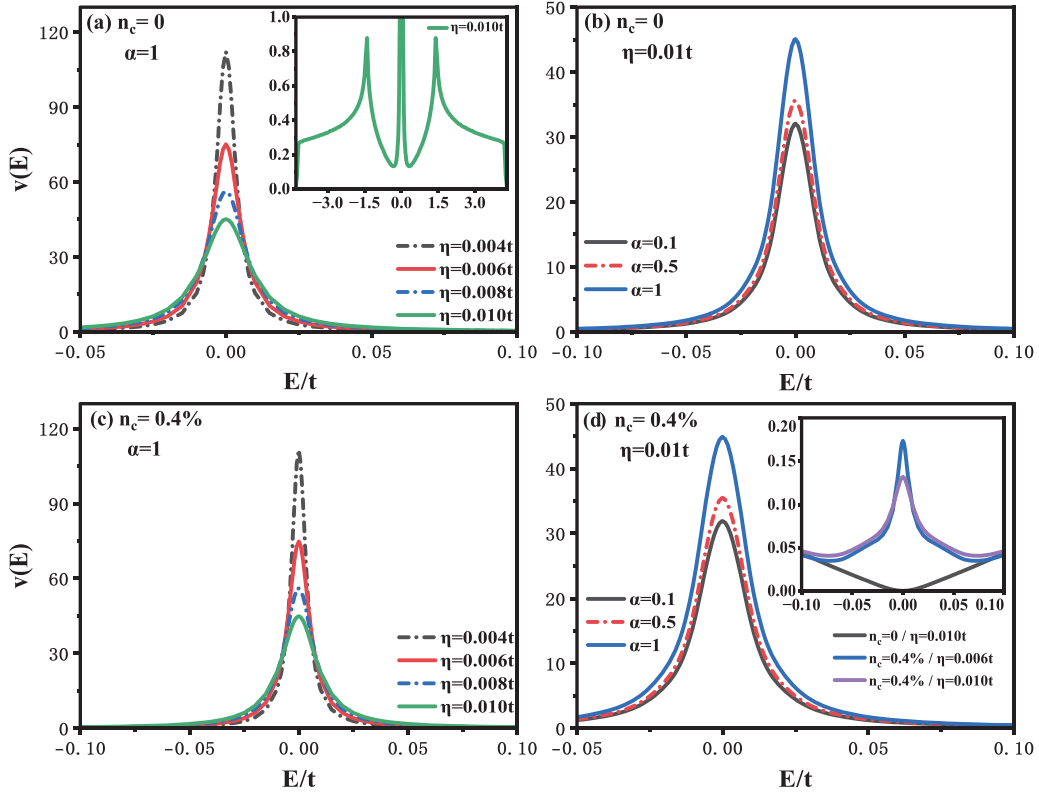 (a) n_c= 0
α=1
η=0.010t
1.0
0.8
0.6
0.4
0.2
0.0
−3.0 −1.5 0.0 1.5 3.0
120
90
60
30
0
v(E)
η=0.004t
η=0.006t
η=0.008t
η=0.010t
-0.05 0.00 0.05 0.10
E/t
(b) n_c= 0
η=0.01t
50
40
30
20
10
0
α=0.1
α=0.5
α=1
-0.10 -0.05 0.00 0.05 0.10
E/t
(c) n_c= 0.4%
α=1
120
90
60
30
0
v(E)
η=0.004t
η=0.006t
η=0.008t
η=0.010t
-0.10 -0.05 0.00 0.05 0.10
E/t
(d) n_c= 0.4%
η=0.01t
50
40
30
20
10
0
α=0.1
α=0.5
α=1
0.20
0.15
0.10
0.05
0.00
-0.10 -0.05 0.00 0.05 0.10
n_c=0 / η=0.010t
n_c=0.4% / η=0.006t
n_c=0.4% / η=0.010t
-0.05 0.00 0.05 0.10
E/t